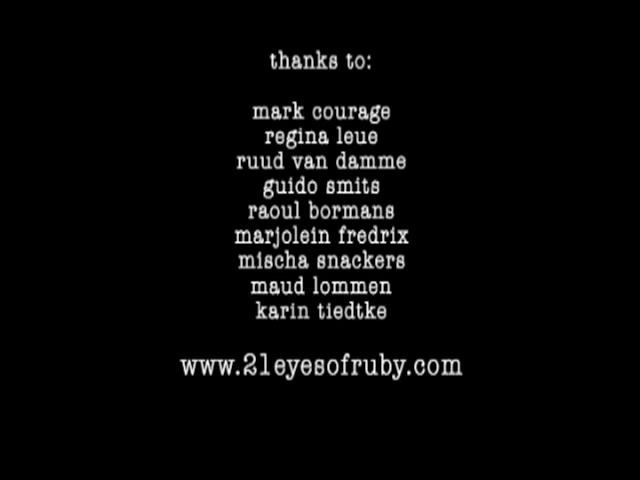 thanks to:
mark courage
regina leue
ruud van damme
guido smits
raoul bormans
marjolein fredrix
mischa snackers
maud lommen
karin tiedtke
www.21eyesofruby.com